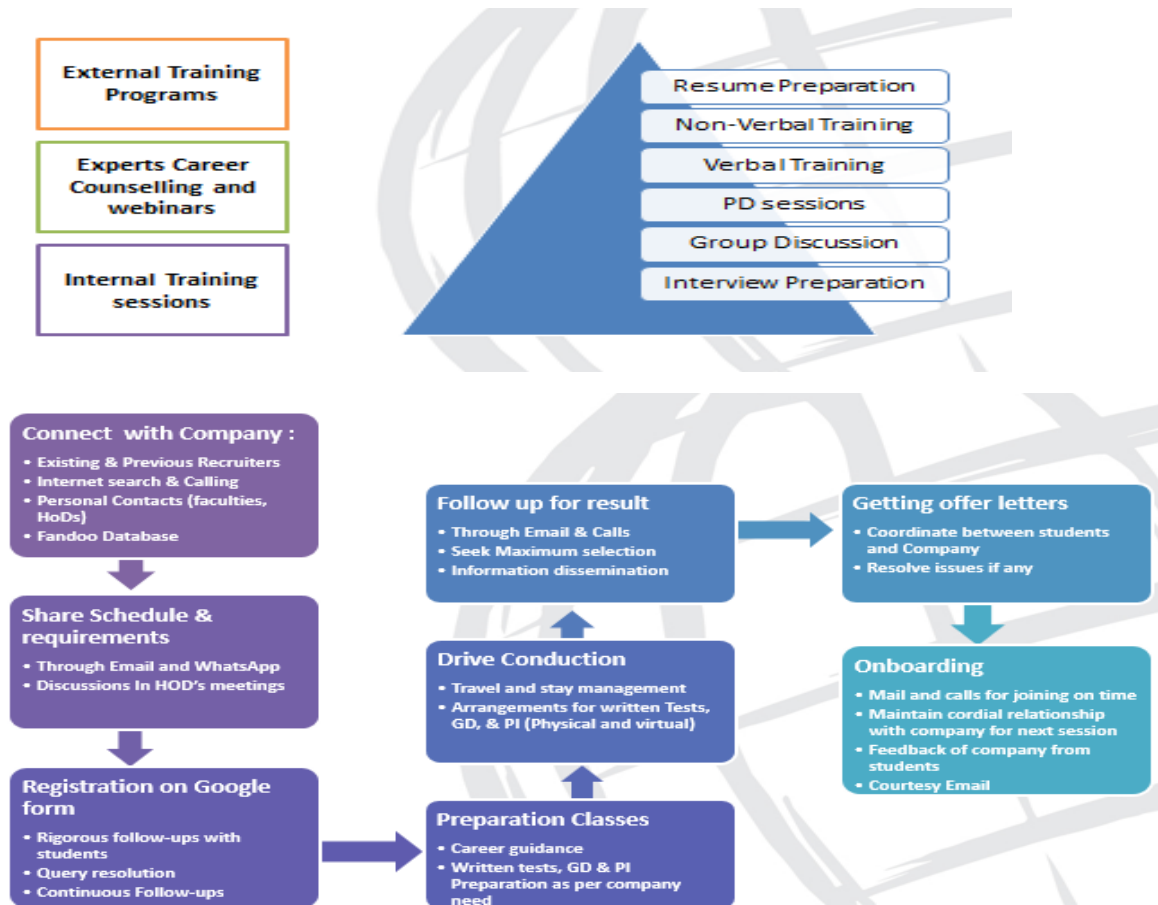 External Training
Programs
Experts Career
Counselling and
webinars
Internal Training
sessions
Resume Preparation
Non-Verbal Training
Verbal Training
PD sessions
Group Discussion
Interview Preparation
Connect with Company :
• Existing & Previous Recruiters
• Internet search & Calling
• Personal Contacts (faculties,
HoDs)
• Fandoo Database
Share Schedule &
requirements
• Through Email and WhatsApp
• Discussions In HOD's meetings
Registration on Google
form
• Rigorous follow-ups with
students
• Query resolution
• Continuous Follow-ups
Preparation Classes
• Career guidance
• Written tests, GD & PI
Preparation as per company
need
Drive Conduction
• Travel and stay management
• Arrangements for written Tests,
GD, & PI (Physical and virtual)
Follow up for result
• Through Email & Calls
• Seek Maximum selection
• Information dissemination
Getting offer letters
• Coordinate between students
and Company
• Resolve issues if any
Onboarding
• Mail and calls for joining on time
• Maintain cordial relationship
with company for next session
• Feedback of company from
students
• Courtesy Email